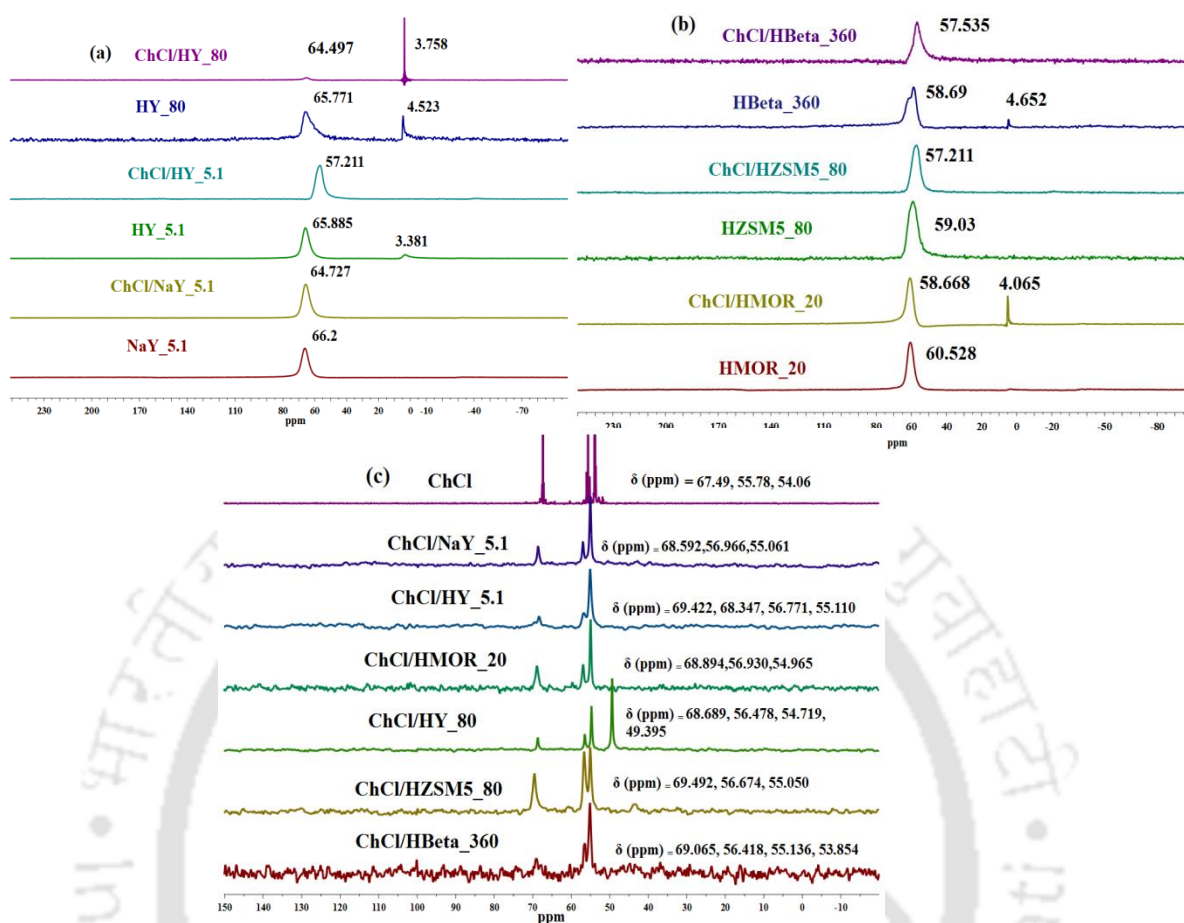 (a)
ChCl/HY_80
64.497
3.758
HY_80
65.771
4.523
ChCl/HY_5.1
57.211
HY_5.1
65.885
3.381
ChCl/NaY_5.1
64.727
NaY_5.1
66.2
230 200 170 140 110 80 60 40 20 0 -10 -40 -70
ppm
(b)
ChCl/HBeta_360
57.535
HBeta_360
58.69
4.652
ChCl/HZSM5_80
57.211
HZSM5_80
59.03
ChCl/HMOR_20
58.668
4.065
HMOR_20
60.528
230 200 170 140 110 80 60 40 20 0 -20 -50 -80
ppm
(c)
ChCl
δ (ppm) = 67.49, 55.78, 54.06
ChCl/NaY_5.1
δ (ppm) = 68.592,56.966,55.061
ChCl/HY_5.1
δ (ppm) = 69.422, 68.347, 56.771, 55.110
ChCl/HMOR_20
δ (ppm) = 68.894,56.930,54.965
ChCl/HY_80
δ (ppm) = 68.689, 56.478, 54.719,
49.395
ChCl/HZSM5_80
δ (ppm) = 69.492, 56.674, 55.050
ChCl/HBeta_360
δ (ppm) = 69.065, 56.418, 55.136, 53.854
150 140 130 120 110 100 90 80 70 60 50 40 30 20 10 0 -10
ppm